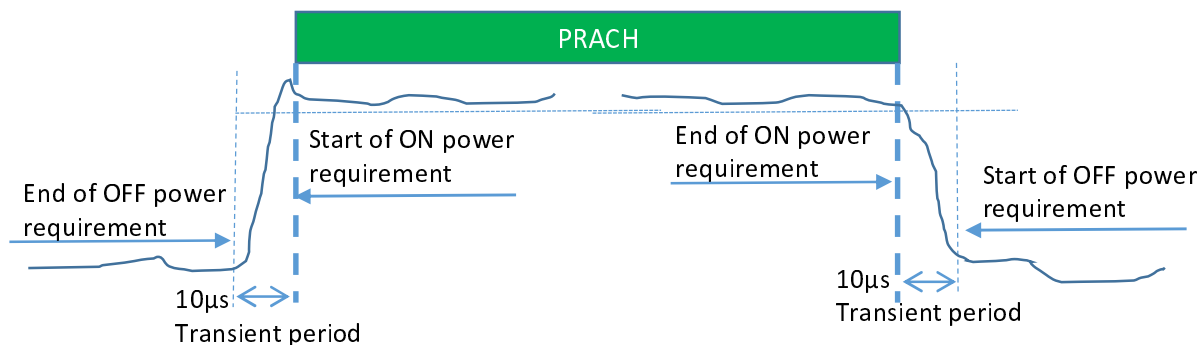 PRACH
Start of ON power
requirement
End of ON power
requirement
End of OFF power
requirement
Start of OFF power
requirement
10µs
Transient period
10µs
Transient period